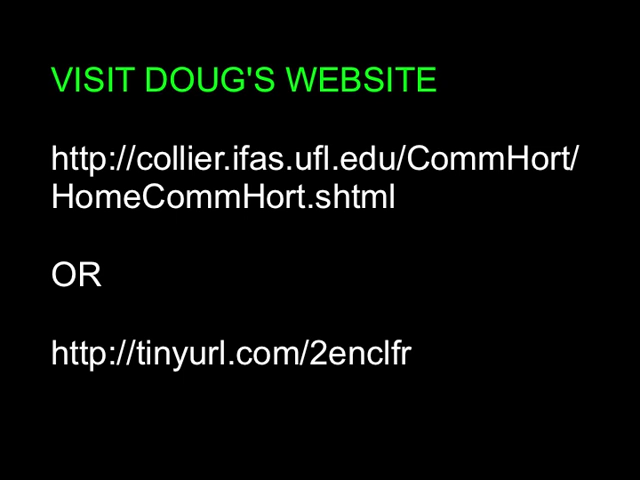 VISIT DOUG'S WEBSITE
http://collier.ifas.ufl.edu/CommHort/
HomeCommHort.shtml
OR
http://tinyurl.com/2enclfr